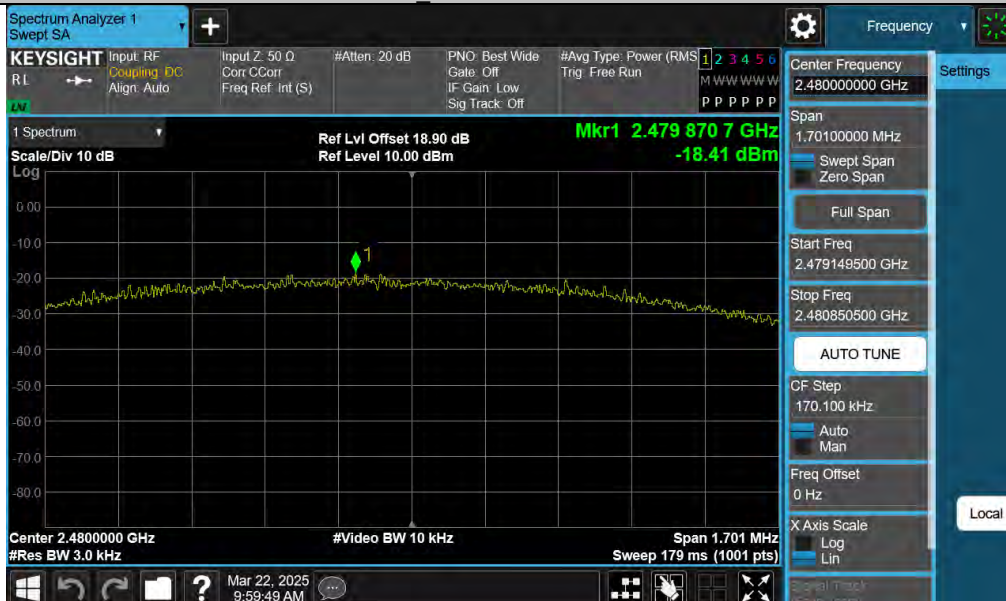 Spectrum Analyzer 1
Swept SA
+
Frequency
KEYSIGHT
RL
Input: RF
Coupling: DC
Align: Auto
Input Z: 50 Ω
Corr CCorr
Freq Ref: Int (S)
#Atten: 20 dB
PNO: Best Wide
Gate: Off
IF Gain: Low
Sig Track: Off
#Avg Type: Power (RMS
Trig: Free Run
1 2 3 4 5 6
M W W W W W
P P P P P P
1 Spectrum
Scale/Div 10 dB
Ref Lvl Offset 18.90 dB
Ref Level 10.00 dBm
Mkr1 2.479 870 7 GHz
-18.41 dBm
Log
0.00
-10.0
-20.0
-30.0
-40.0
-50.0
-60.0
-70.0
-80.0
1
Center 2.4800000 GHz
#Res BW 3.0 kHz
#Video BW 10 kHz
Span 1.701 MHz
Sweep 179 ms (1001 pts)
Mar 22, 2025
9:59:49 AM
?
Center Frequency
2.480000000 GHz
Span
1.70100000 MHz
Swept Span
Zero Span
Full Span
Start Freq
2.479149500 GHz
Stop Freq
2.480850500 GHz
AUTO TUNE
CF Step
170.100 kHz
Auto
Man
Freq Offset
0 Hz
X Axis Scale
Log
Lin
Signal Track
Settings
Local